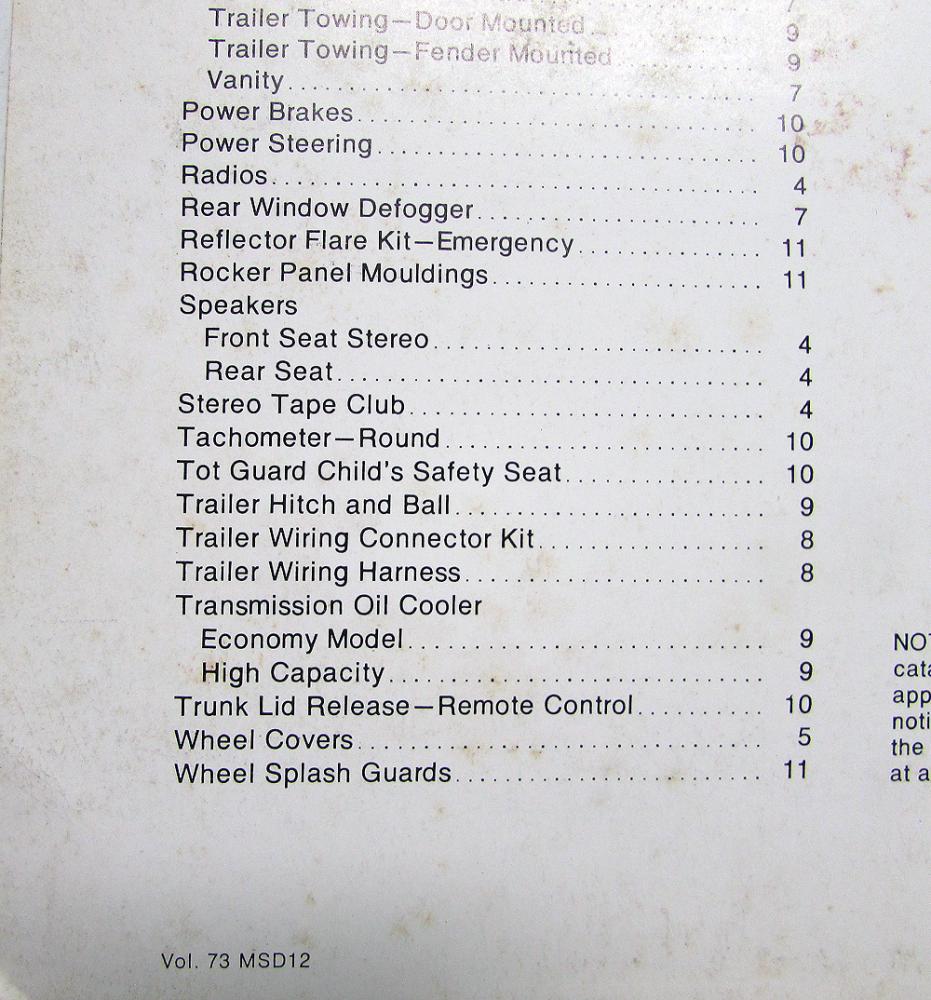 Trailer Towing—Door Mounted.. 9
Trailer Towing—Fender Mounted........... 9
Vanity.................................... 7
Power Brakes.............................. 10
Power Steering............................ 10
Radios.................................... 4
Rear Window Defogger...................... 7
Reflector Flare Kit—Emergency............. 11
Rocker Panel Mouldings.................... 11
Speakers
Front Seat Stereo......................... 4
Rear Seat................................. 4
Stereo Tape Club.......................... 4
Tachometer—Round.......................... 10
Tot Guard Child's Safety Seat............. 10
Trailer Hitch and Ball.................... 9
Trailer Wiring Connector Kit.............. 8
Trailer Wiring Harness.................... 8
Transmission Oil Cooler
Economy Model............................. 9
High Capacity............................. 9
Trunk Lid Release—Remote Control.......... 10
Wheel Covers.............................. 5
Wheel Splash Guards....................... 11
the
at a
Vol. 73 MSD12